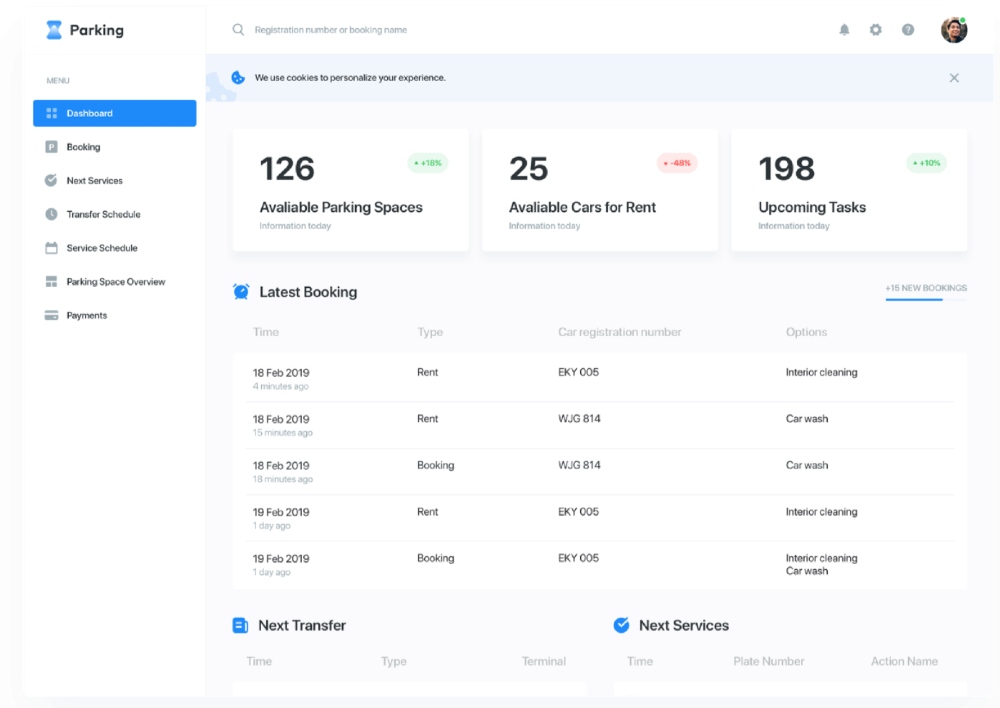 Parking
Registration number or booking name
MENU
Dashboard
Booking
Next Services
Transfer Schedule
Service Schedule
Parking Space Overview
Payments
We use cookies to personalize your experience.
126
+18%
Avaliable Parking Spaces
Information today
25
-48%
Avaliable Cars for Rent
Information today
198
+10%
Upcoming Tasks
Information today
Latest Booking
+15 NEW BOOKINGS
Time Type Car registration number Options
18 Feb 2019 Rent EKY 005 Interior cleaning
4 minutes ago
18 Feb 2019 Rent WJG 814 Car wash
15 minutes ago
18 Feb 2019 Booking WJG 814 Car wash
18 minutes ago
19 Feb 2019 Rent EKY 005 Interior cleaning
1 day ago
19 Feb 2019 Booking EKY 005 Interior cleaning
1 day ago Car wash
Next Transfer
Time Type Terminal
Next Services
Time Plate Number Action Name